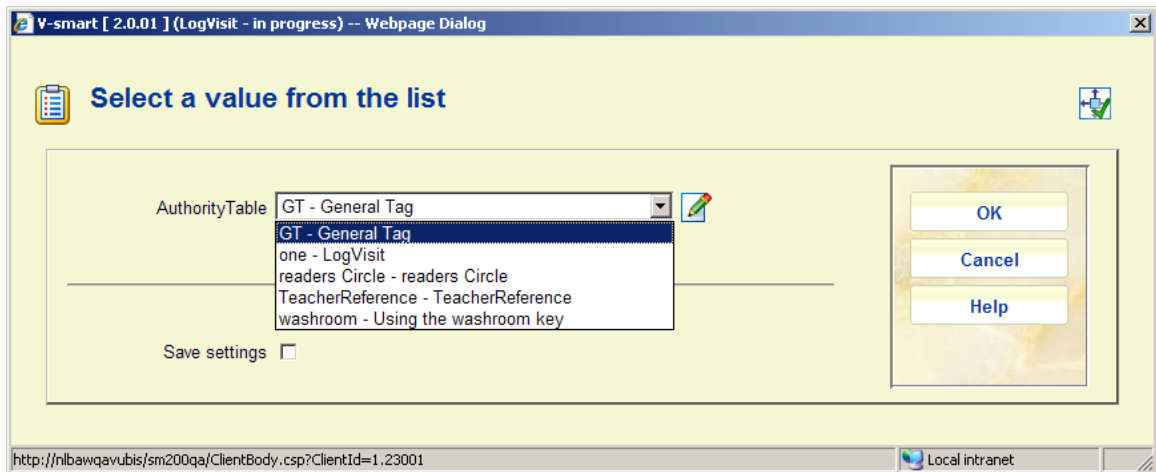 V-smart [ 2.0.01 ] (LogVisit - in progress) -- Webpage Dialog
Select a value from the list
AuthorityTable GT - General Tag
GT - General Tag
one - LogVisit
readers Circle - readers Circle
TeacherReference - TeacherReference
washroom - Using the washroom key
Save settings
OK
Cancel
Help
http://nlbawqavubis/sm200qa/ClientBody.csp?ClientId=1.23001 Local intranet